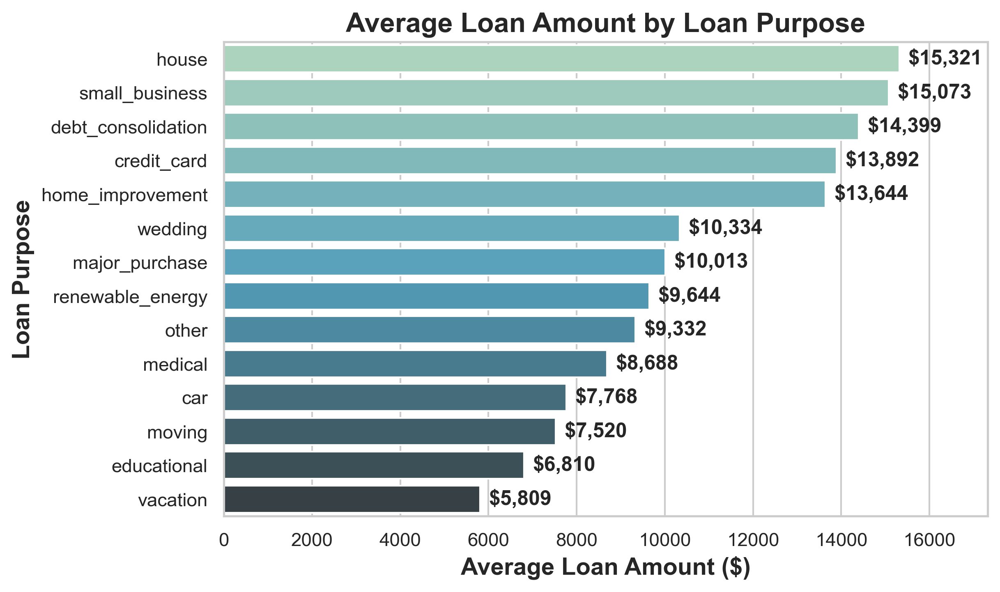 Average Loan Amount by Loan Purpose
Loan Purpose
house $15,321
small_business $15,073
debt_consolidation $14,399
credit_card $13,892
home_improvement $13,644
wedding $10,334
major_purchase $10,013
renewable_energy $9,644
other $9,332
medical $8,688
car $7,768
moving $7,520
educational $6,810
vacation $5,809
0 2000 4000 6000 8000 10000 12000 14000 16000
Average Loan Amount ($)